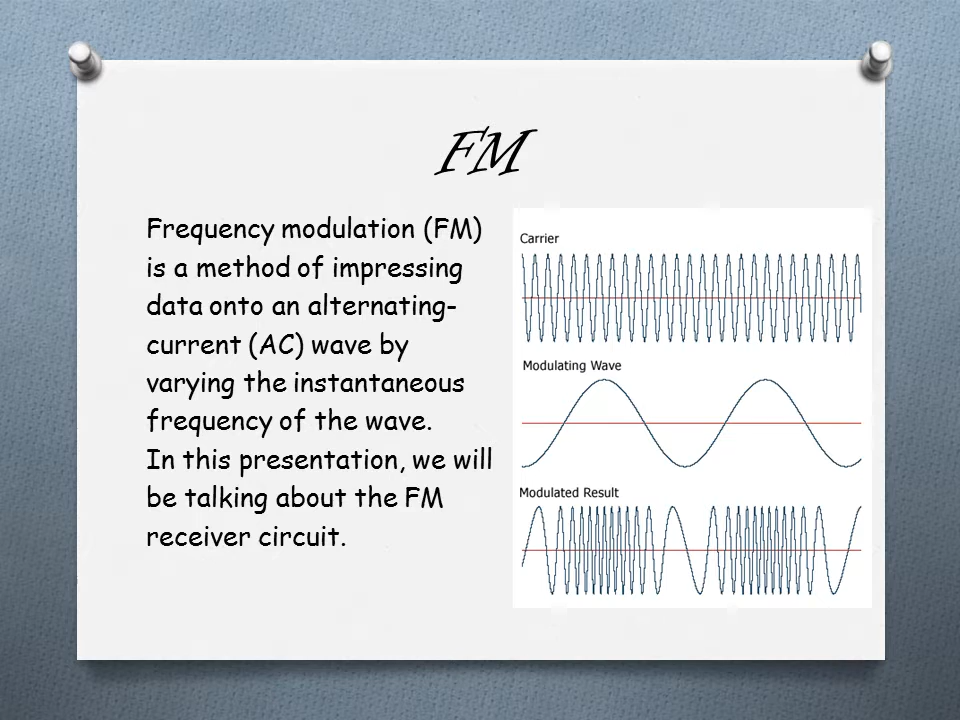 FM
Frequency modulation (FM)
is a method of impressing
data onto an alternating-
current (AC) wave by
varying the instantaneous
frequency of the wave.
In this presentation, we will
be talking about the FM
receiver circuit.
Carrier
Modulating Wave
Modulated Result